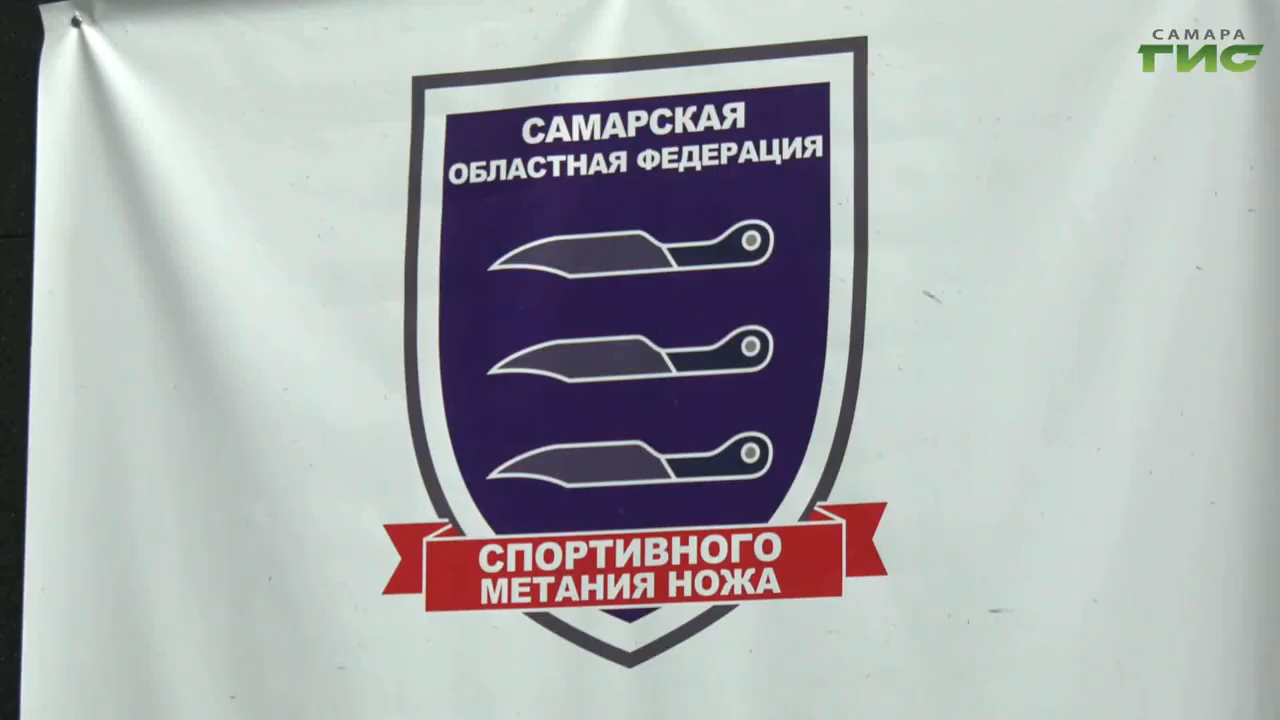 САМАРА
ГИС
САМАРСКАЯ
ОБЛАСТНАЯ ФЕДЕРАЦИЯ
СПОРТИВНОГО
МЕТАНИЯ НОЖА